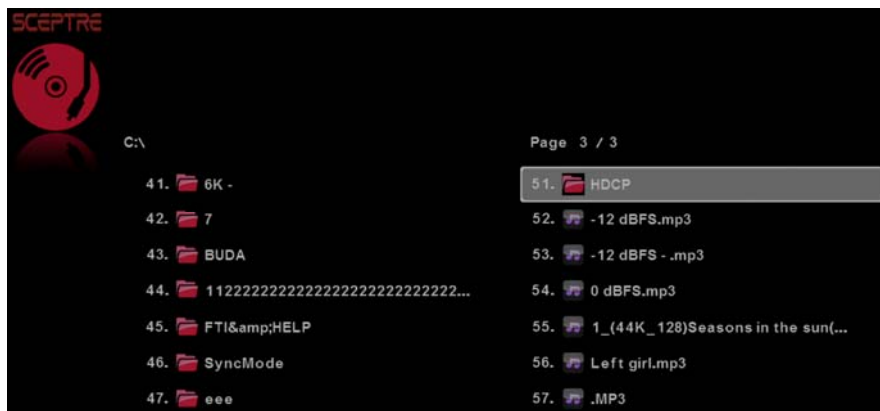 SCEPTRE
C:\
41. 6K -
42. 7
43. BUDA
44. 1122222222222222222222222222...
45. FTI&amp;HELP
46. SyncMode
47. eee
Page 3 / 3
51. HDCP
52. -12 dBFS.mp3
53. -12 dBFS - .mp3
54. 0 dBFS.mp3
55. 1_(44K_128)Seasons in the sun(...
56. Left girl.mp3
57. .MP3